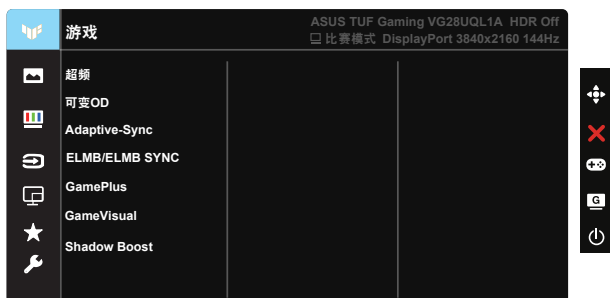 游戏
ASUS TUF Gaming VG28UQL1A HDR Off
比赛模式 DisplayPort 3840x2160 144Hz
超频
可变OD
Adaptive-Sync
ELMB/ELMB SYNC
GamePlus
GameVisual
Shadow Boost
G